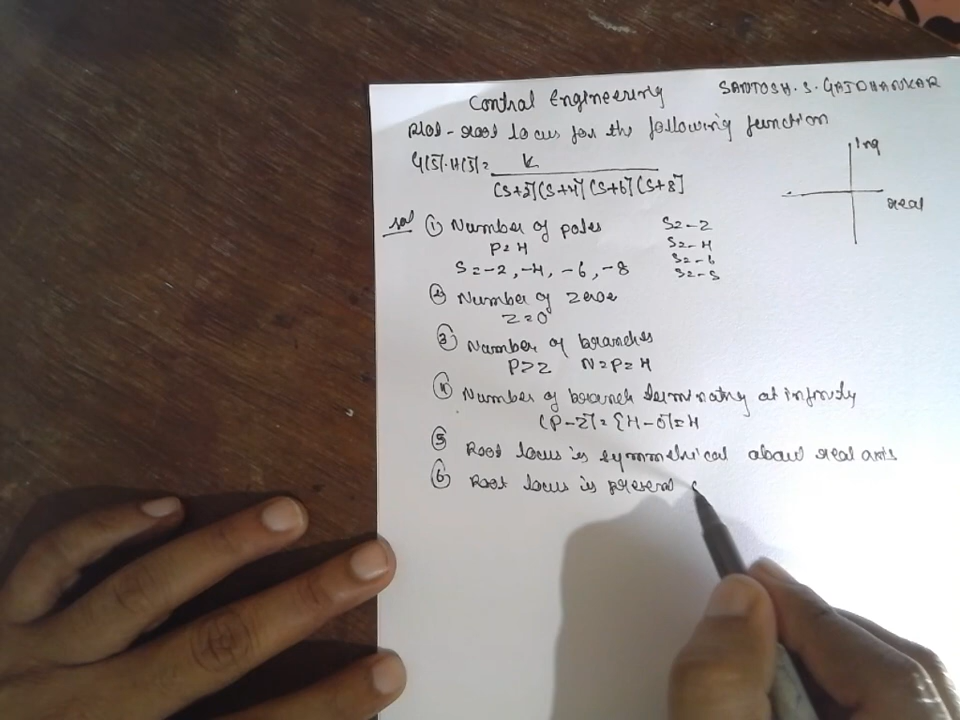 Control Engineering
SANTOSH.S.GAIDHANKAR
Plot-root locus for the following function
G(s).H(s)= K
(s+2)(s+4)(s+6)(s+8)
Img
real
sol ① Number of poles
P=4
s=-2,-4,-6,-8
s=-2
s=-4
s=-6
s=-8
② Number of zeros
Z=0
③ Number of branches
P>Z N=P=4
④ Number of branch terminating at infinity
(P-Z)=(4-0)=4
⑤ Root locus is symmetrical about real axis
⑥ Root locus is present